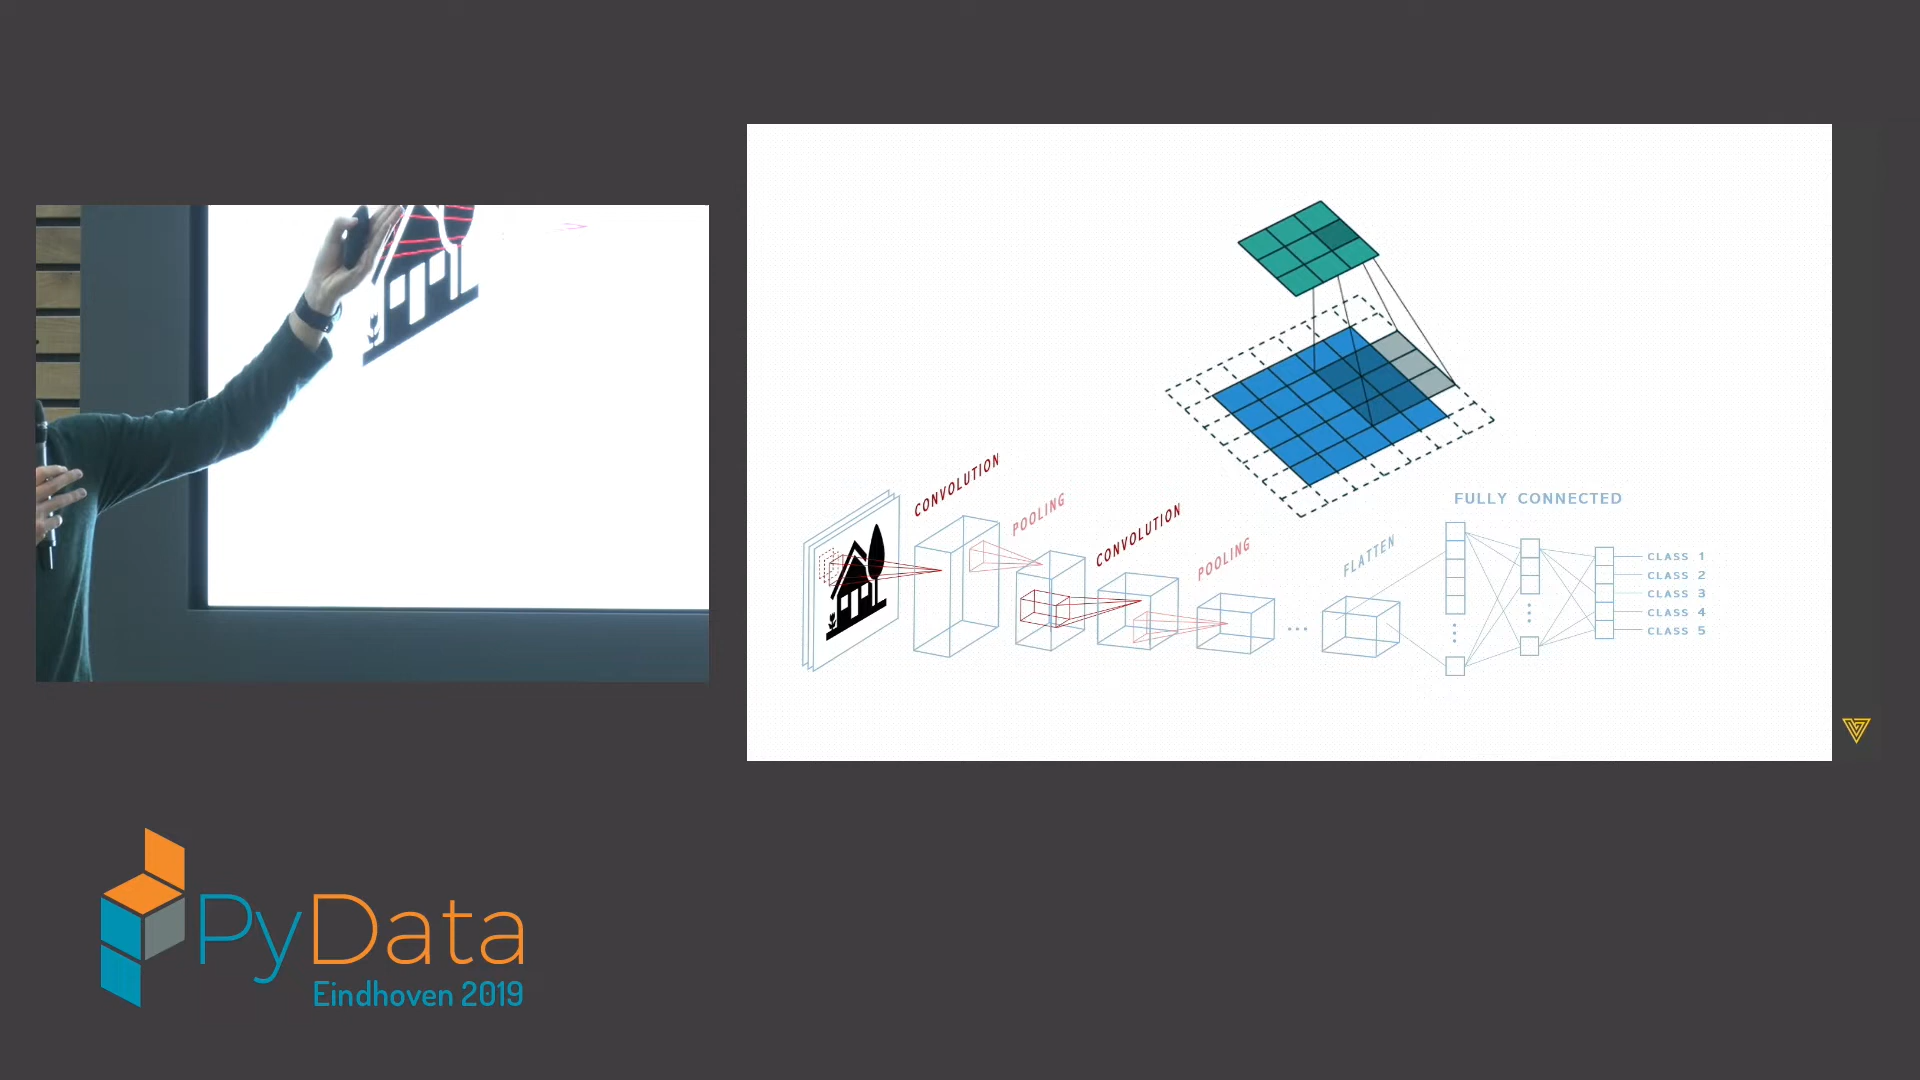 CONVOLUTION
POOLING
CONVOLUTION
POOLING
FLATTEN
FULLY CONNECTED
CLASS 1
CLASS 2
CLASS 3
CLASS 4
CLASS 5
PyData
Eindhoven 2019